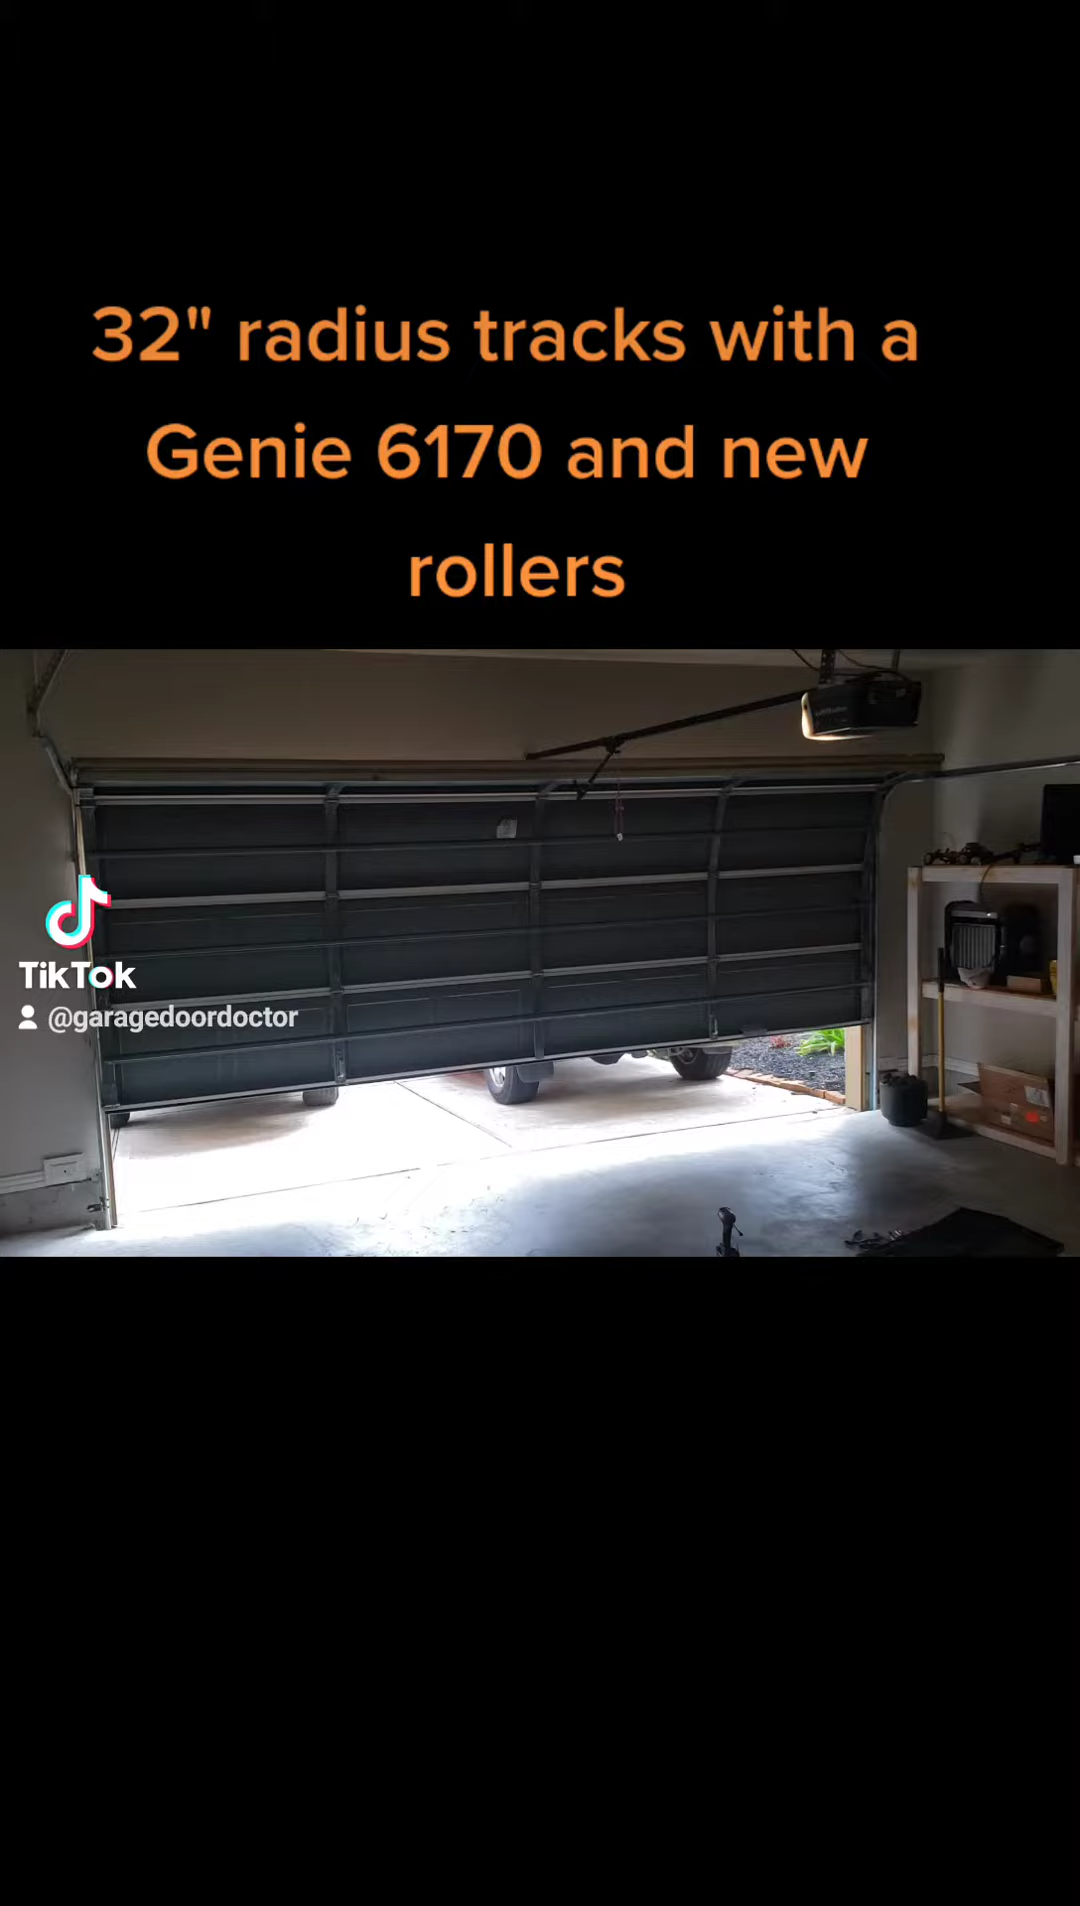 32" radius tracks with a
Genie 6170 and new
rollers
TikTok
@garagedoordoctor